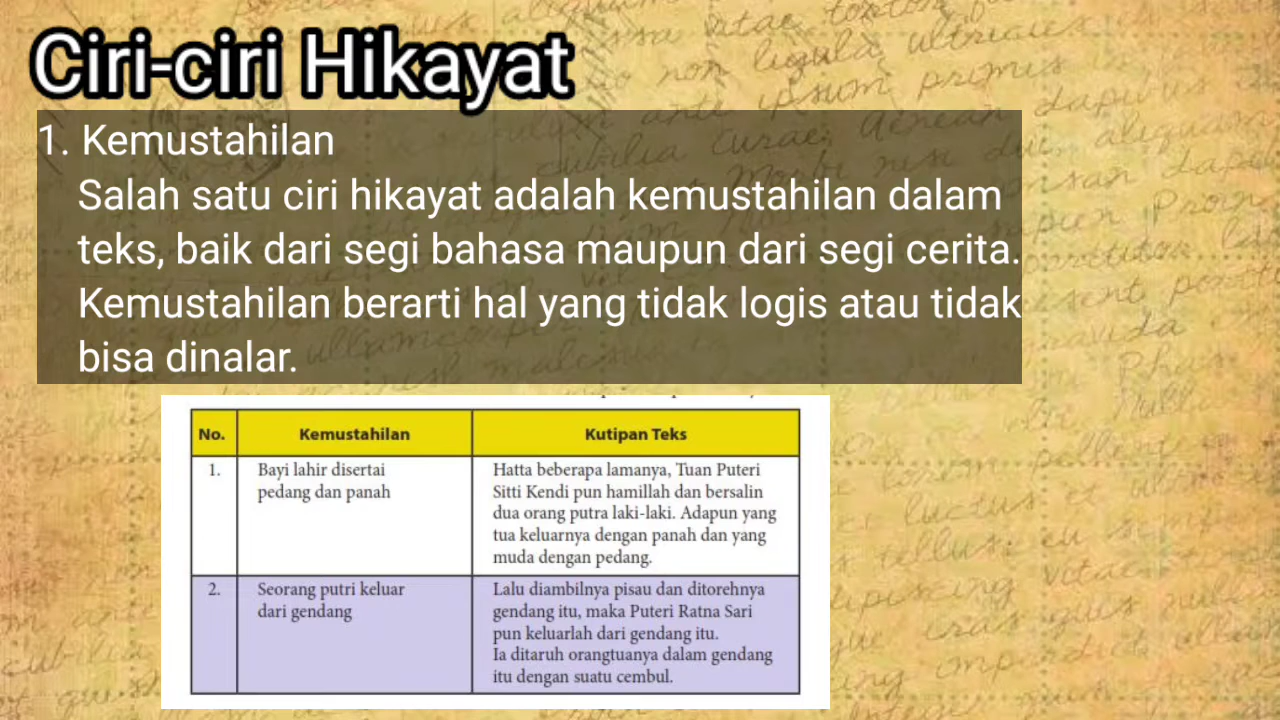 Ciri-ciri Hikayat
1. Kemustahilan
Salah satu ciri hikayat adalah kemustahilan dalam
teks, baik dari segi bahasa maupun dari segi cerita.
Kemustahilan berarti hal yang tidak logis atau tidak
bisa dinalar.
No. Kemustahilan Kutipan Teks
1. Bayi lahir disertai
pedang dan panah
Hatta beberapa lamanya, Tuan Puteri
Sitti Kendi pun hamillah dan bersalin
dua orang putra laki-laki. Adapun yang
tua keluarnya dengan panah dan yang
muda dengan pedang.
2. Seorang putri keluar
dari gendang
Lalu diambilnya pisau dan ditorehnya
gendang itu, maka Puteri Ratna Sari
pun keluarlah dari gendang itu.
Ia ditaruh orangtuanya dalam gendang
itu dengan suatu cembul.